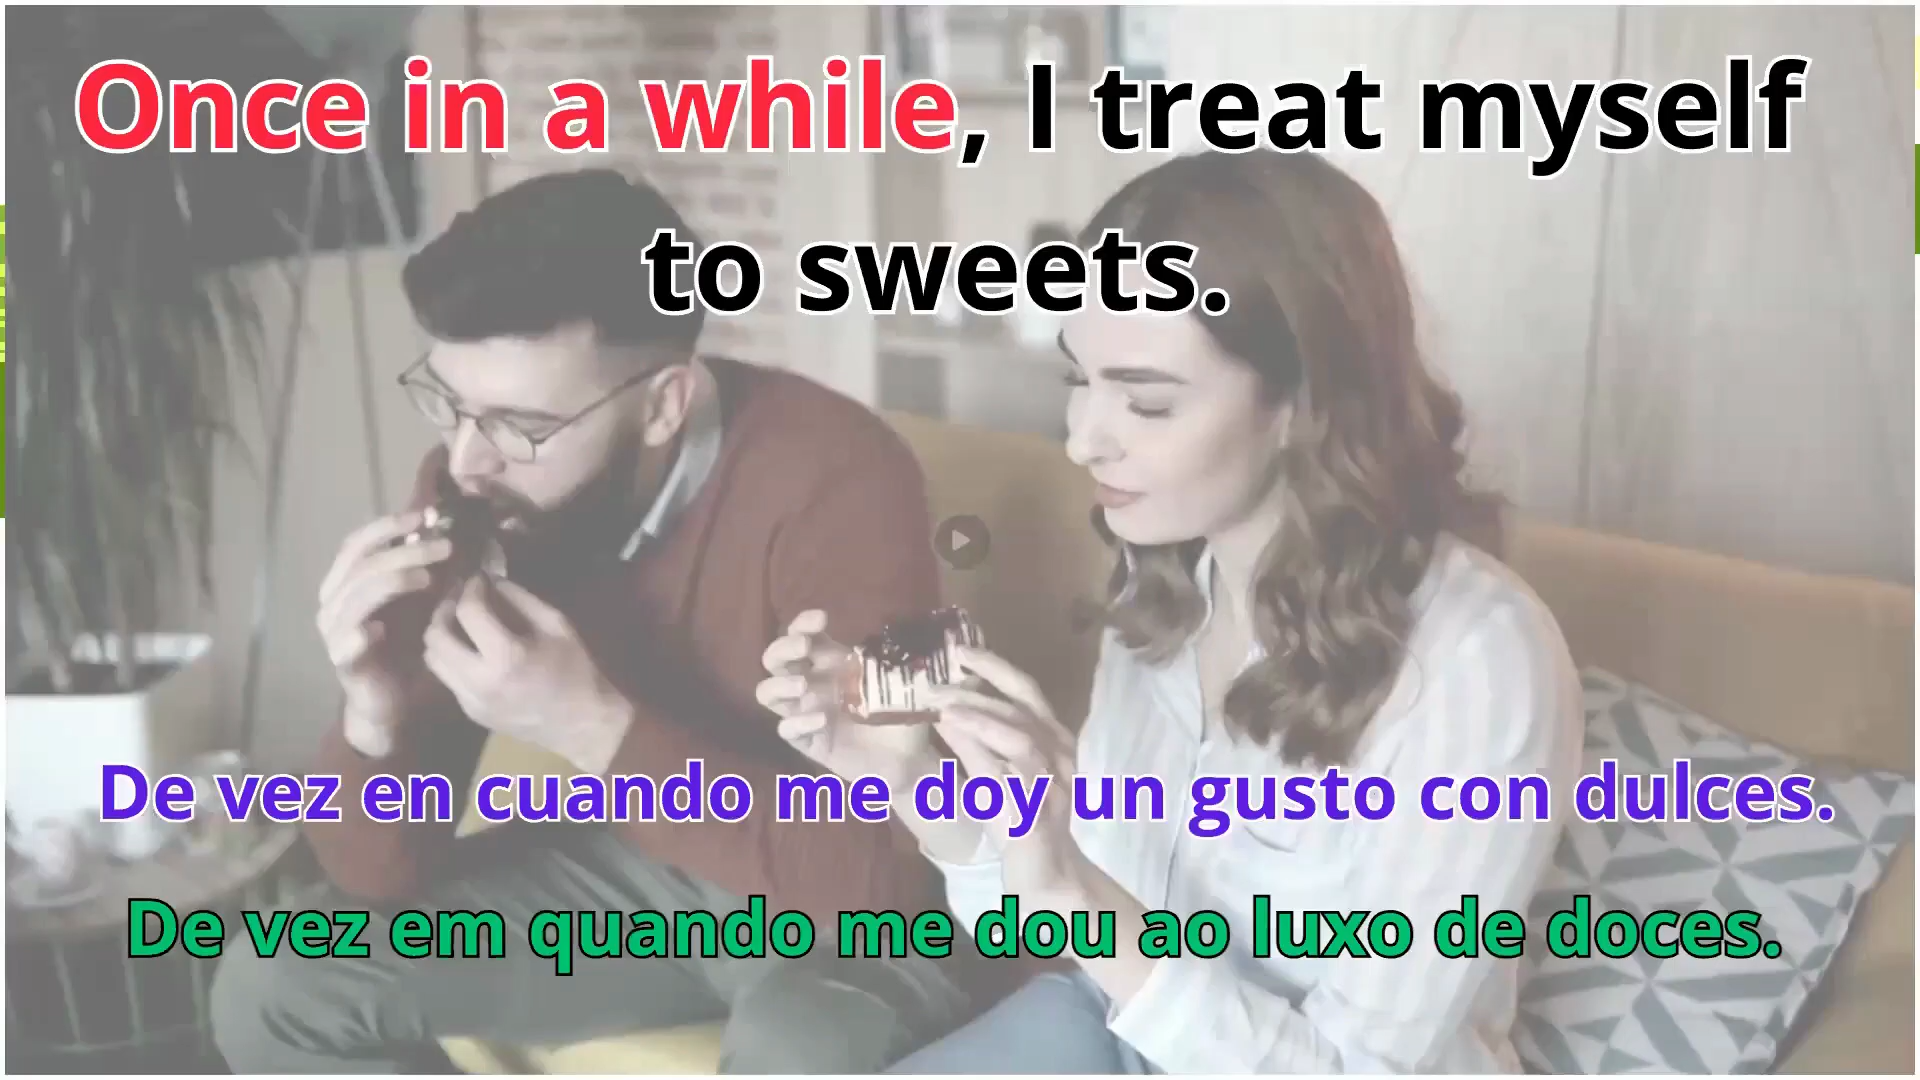 Once in a while, I treat myself
to sweets.
De vez en cuando me doy un gusto con dulces.
De vez em quando me dou ao luxo de doces.